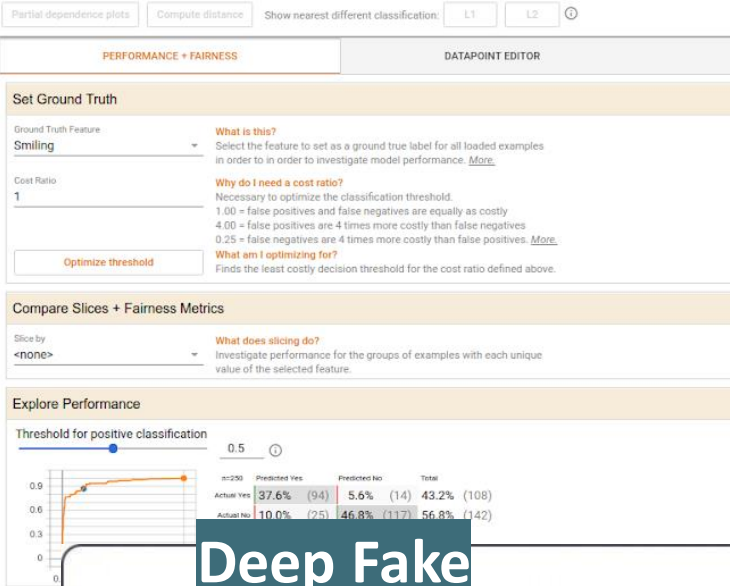 Partial dependence plots Compute distance Show nearest different classification: L1 L2
PERFORMANCE + FAIRNESS DATAPOINT EDITOR
Set Ground Truth
Ground Truth Feature
Smiling
What is this?
Select the feature to set as a ground true label for all loaded examples
in order to in order to investigate model performance. More.
Cost Ratio
1
Why do I need a cost ratio?
Necessary to optimize the classification threshold.
1.00 = false positives and false negatives are equally as costly
4.00 = false positives are 4 times more costly than false negatives
0.25 = false negatives are 4 times more costly than false positives. More.
Optimize threshold
What am I optimizing for?
Finds the least costly decision threshold for the cost ratio defined above.
Compare Slices + Fairness Metrics
Slice by
<none>
What does slicing do?
Investigate performance for the groups of examples with each unique
value of the selected feature.
Explore Performance
Threshold for positive classification
0.5
n=250 Predicted Yes Predicted No Total
Actual Yes 37.6% (94) 5.6% (14) 43.2% (108)
Actual No 10.0% (25) 46.8% (117) 56.8% (142)
0.9
0.6
0.3
0
Deep Fake